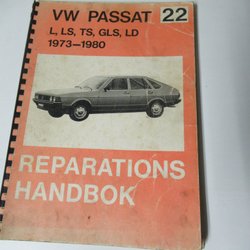 VW PASSAT 22
L, LS, TS, GLS, LD
1973—1980
REPARATIONS
HANDBOK